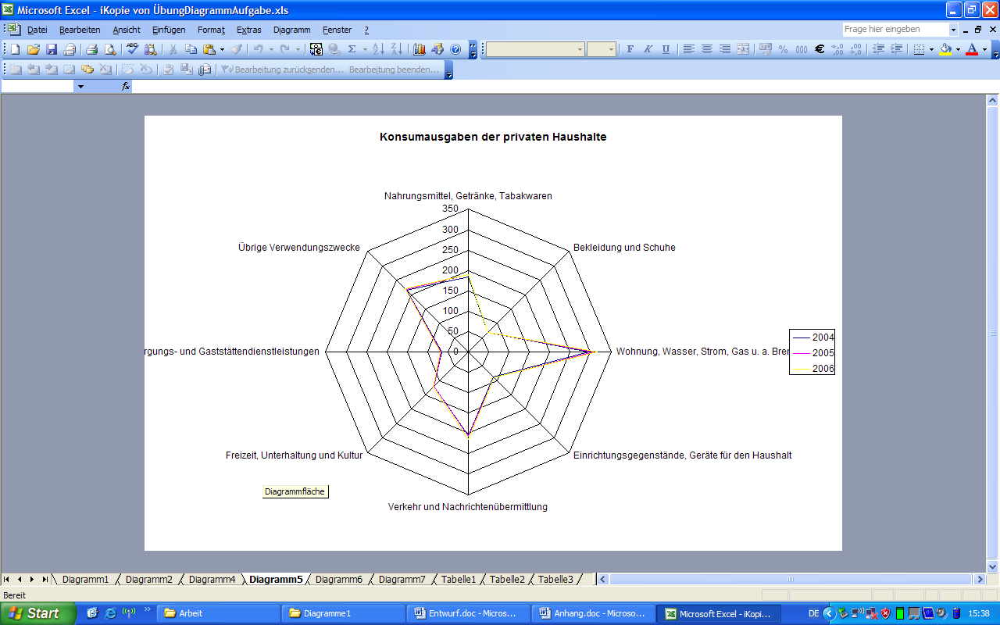 Microsoft Excel - iKopie von ÜbungDiagrammAufgabe.xls
Datei Bearbeiten Ansicht Einfügen Format Extras Diagramm Fenster ? Frage hier eingeben
F K U % 000 €
Bearbeitung zurücksenden... Bearbeitung beenden...
fx
Konsumausgaben der privaten Haushalte
Nahrungsmittel, Getränke, Tabakwaren
350
300
250
200
150
100
50
0
Übrige Verwendungszwecke
Bekleidung und Schuhe
rgungs- und Gaststättendienstleistungen
Wohnung, Wasser, Strom, Gas u. a. Bren
2004
2005
2006
Freizeit, Unterhaltung und Kultur
Einrichtungsgegenstände, Geräte für den Haushalt
Diagrammfläche
Verkehr und Nachrichtenübermittlung
Diagramm1 Diagramm2 Diagramm4 Diagramm5 Diagramm6 Diagramm7 Tabelle1 Tabelle2 Tabelle3
Bereit
Start Arbeit Diagramme1 Entwurf.doc - Micros... Anhang.doc - Microso... Microsoft Excel - iKopi... DE 15:38